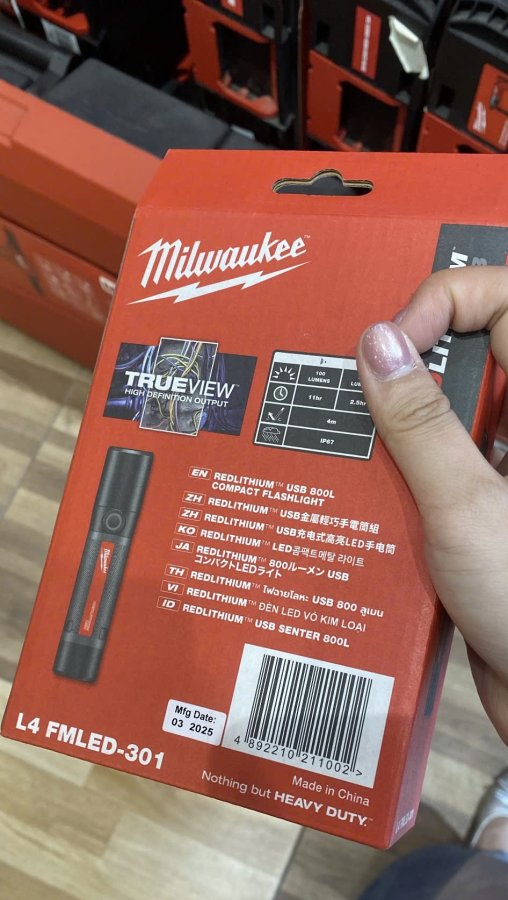 Milwaukee™
TRUEVIEW™
HIGH DEFINITION OUTPUT
100
LUMENS
11hr
2.5hr
4m
IP67
EN REDLITHIUM™ USB 800L
COMPACT FLASHLIGHT
ZH REDLITHIUM™ USB金屬輕巧手電筒組
ZH REDLITHIUM™ USB充电式高亮LED手电筒
KO REDLITHIUM™ LED콤팩트메탈 라이트
JA REDLITHIUM™ 800ルーメン USB
コンパクトLEDライト
TH REDLITHIUM™ ไฟฉายโลหะ USB 800 ลูเมน
VI REDLITHIUM™ ĐÈN LED VỎ KIM LOẠI
ID REDLITHIUM™ USB SENTER 800L
Milwaukee
Mfg Date:
03 2025
4 892210 211002
L4 FMLED-301
Made in China
Nothing but HEAVY DUTY.™